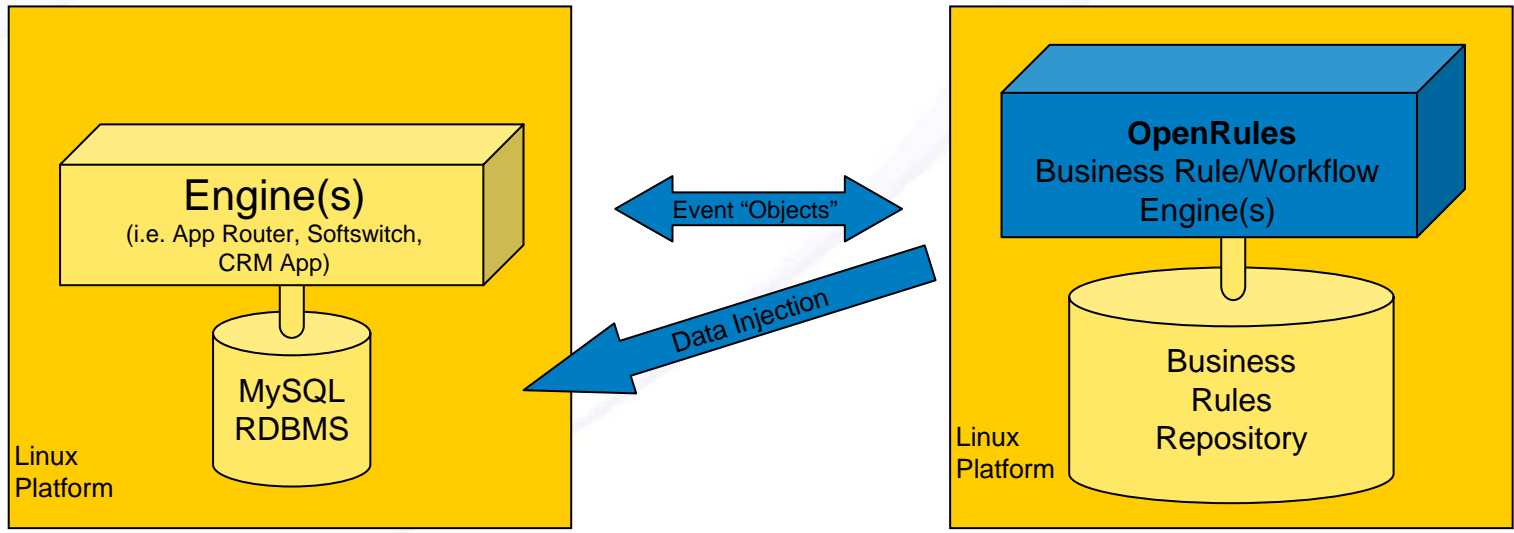 Engine(s)
(i.e. App Router, Softswitch,
CRM App)
MySQL
RDBMS
Linux
Platform
Event “Objects”
Data Injection
OpenRules
Business Rule/Workflow
Engine(s)
Business
Rules
Repository
Linux
Platform